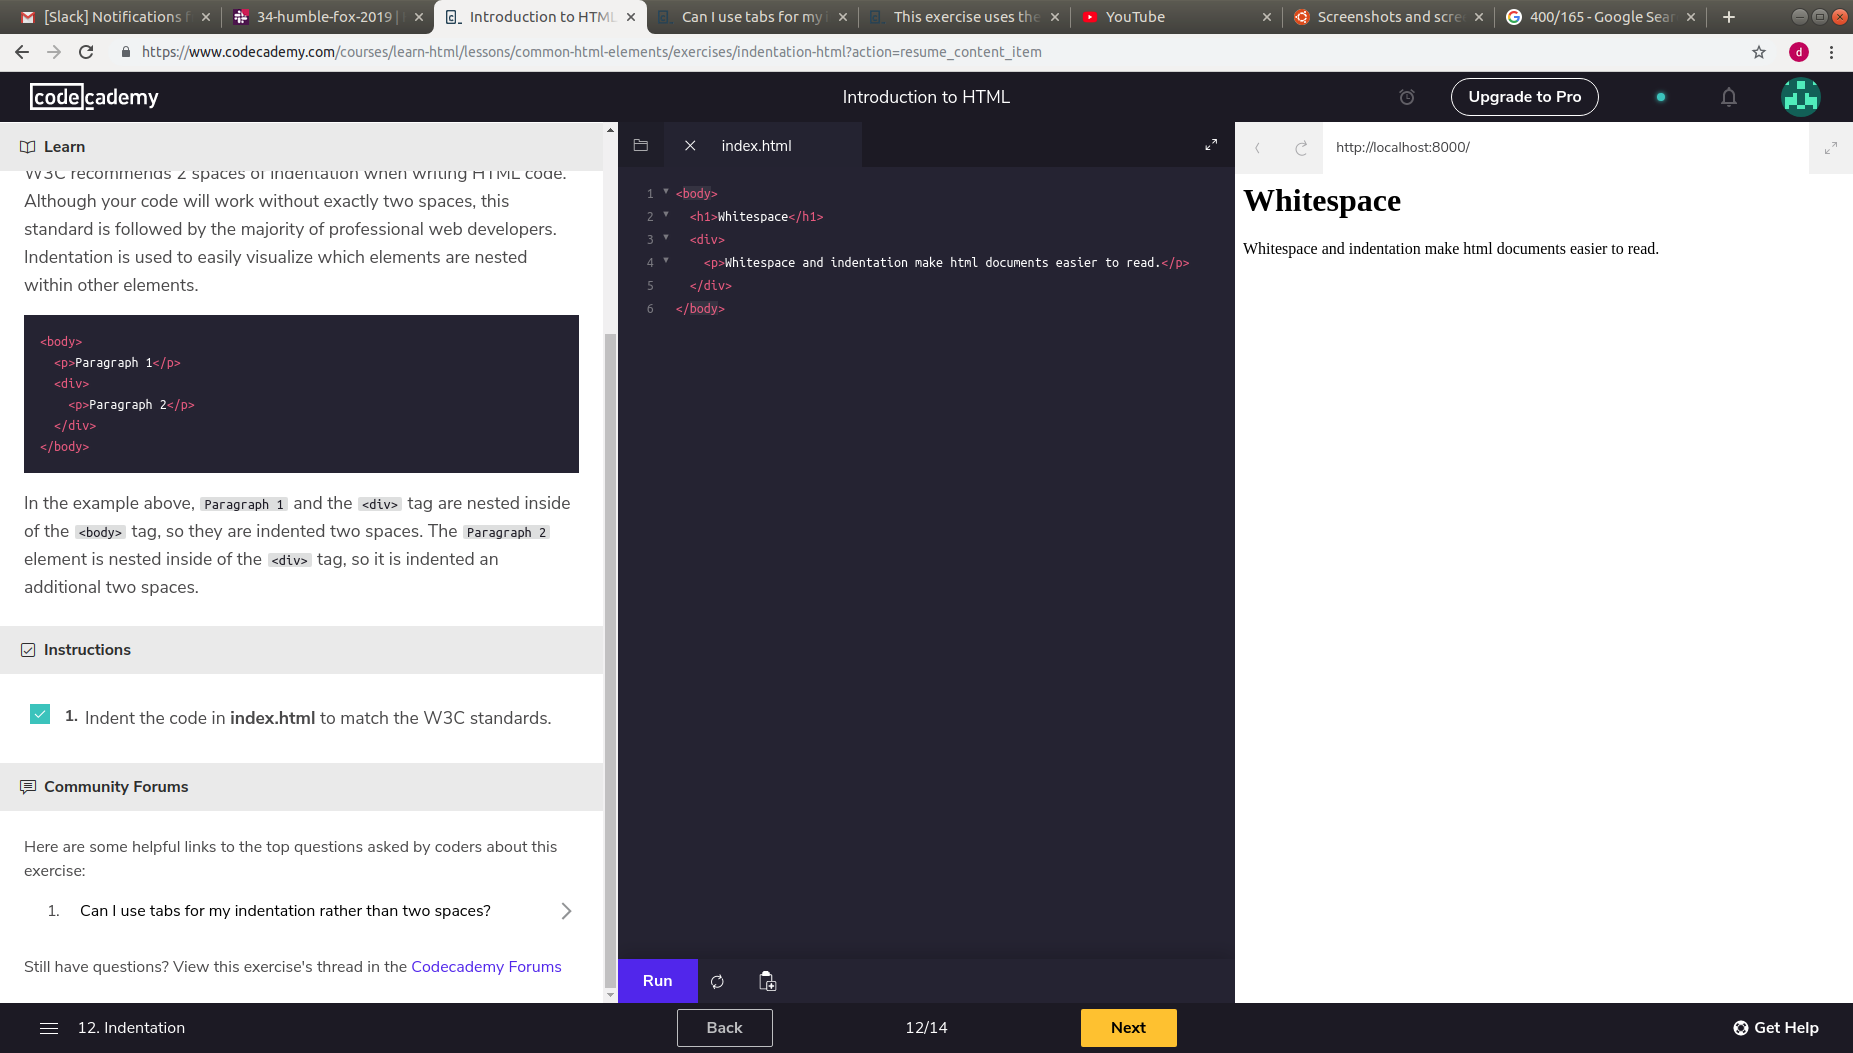 [Slack] Notifications f
34-humble-fox-2019 |
Introduction to HTML
Can I use tabs for my
This exercise uses the
YouTube
Screenshots and scre
400/165 - Google Sear
https://www.codecademy.com/courses/learn-html/lessons/common-html-elements/exercises/indentation-html?action=resume_content_item
d
codecademy
Introduction to HTML
Upgrade to Pro
Learn
W3C recommends 2 spaces of indentation when writing HTML code.
Although your code will work without exactly two spaces, this
standard is followed by the majority of professional web developers.
Indentation is used to easily visualize which elements are nested
within other elements.
<body>
  <p>Paragraph 1</p>
  <div>
    <p>Paragraph 2</p>
  </div>
</body>
In the example above, Paragraph 1 and the <div> tag are nested inside
of the <body> tag, so they are indented two spaces. The Paragraph 2
element is nested inside of the <div> tag, so it is indented an
additional two spaces.
Instructions
1. Indent the code in index.html to match the W3C standards.
Community Forums
Here are some helpful links to the top questions asked by coders about this
exercise:
1. Can I use tabs for my indentation rather than two spaces?
Still have questions? View this exercise's thread in the Codecademy Forums
index.html
1 <body>
2   <h1>Whitespace</h1>
3   <div>
4     <p>Whitespace and indentation make html documents easier to read.</p>
5   </div>
6 </body>
Run
http://localhost:8000/
Whitespace
Whitespace and indentation make html documents easier to read.
12. Indentation
Back
12/14
Next
Get Help